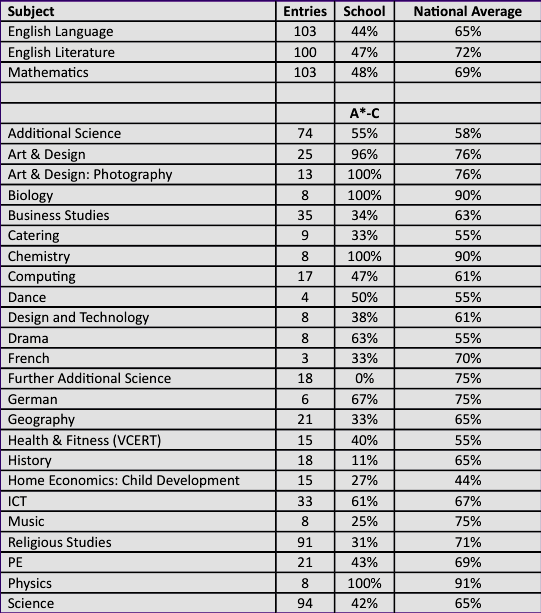 Subject Entries School National Average
English Language 103 44% 65%
English Literature 100 47% 72%
Mathematics 103 48% 69%
A*-C
Additional Science 74 55% 58%
Art & Design 25 96% 76%
Art & Design: Photography 13 100% 76%
Biology 8 100% 90%
Business Studies 35 34% 63%
Catering 9 33% 55%
Chemistry 8 100% 90%
Computing 17 47% 61%
Dance 4 50% 55%
Design and Technology 8 38% 61%
Drama 8 63% 55%
French 3 33% 70%
Further Additional Science 18 0% 75%
German 6 67% 75%
Geography 21 33% 65%
Health & Fitness (VCERT) 15 40% 55%
History 18 11% 65%
Home Economics: Child Development 15 27% 44%
ICT 33 61% 67%
Music 8 25% 75%
Religious Studies 91 31% 71%
PE 21 43% 69%
Physics 8 100% 91%
Science 94 42% 65%